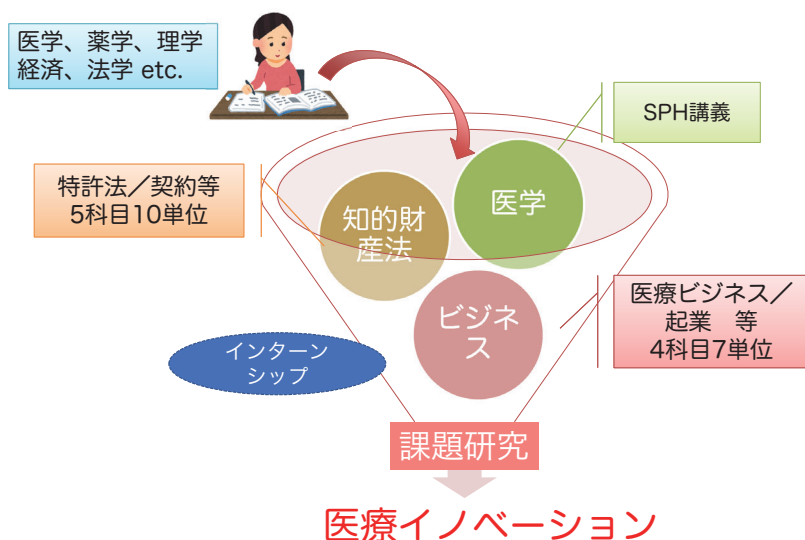 医学、薬学、理学
経済、法学 etc.
SPH講義
特許法／契約等
5科目10単位
医学
知的財
産法
医療ビジネス／
起業　等
4科目7単位
ビジネ
ス
インターン
シップ
課題研究
医療イノベーション